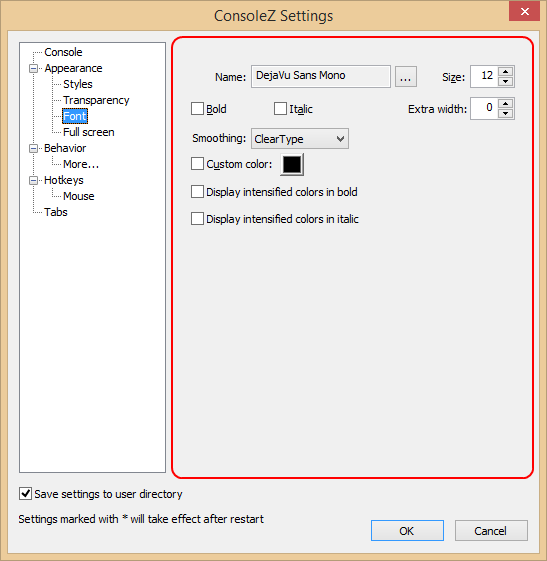 ConsoleZ Settings
Console
Appearance
Styles
Transparency
Font
Full screen
Behavior
More...
Hotkeys
Mouse
Tabs
Name: DejaVu Sans Mono ... Size: 12
Bold Italic Extra width: 0
Smoothing: ClearType
Custom color:
Display intensified colors in bold
Display intensified colors in italic
Save settings to user directory
Settings marked with * will take effect after restart
OK Cancel